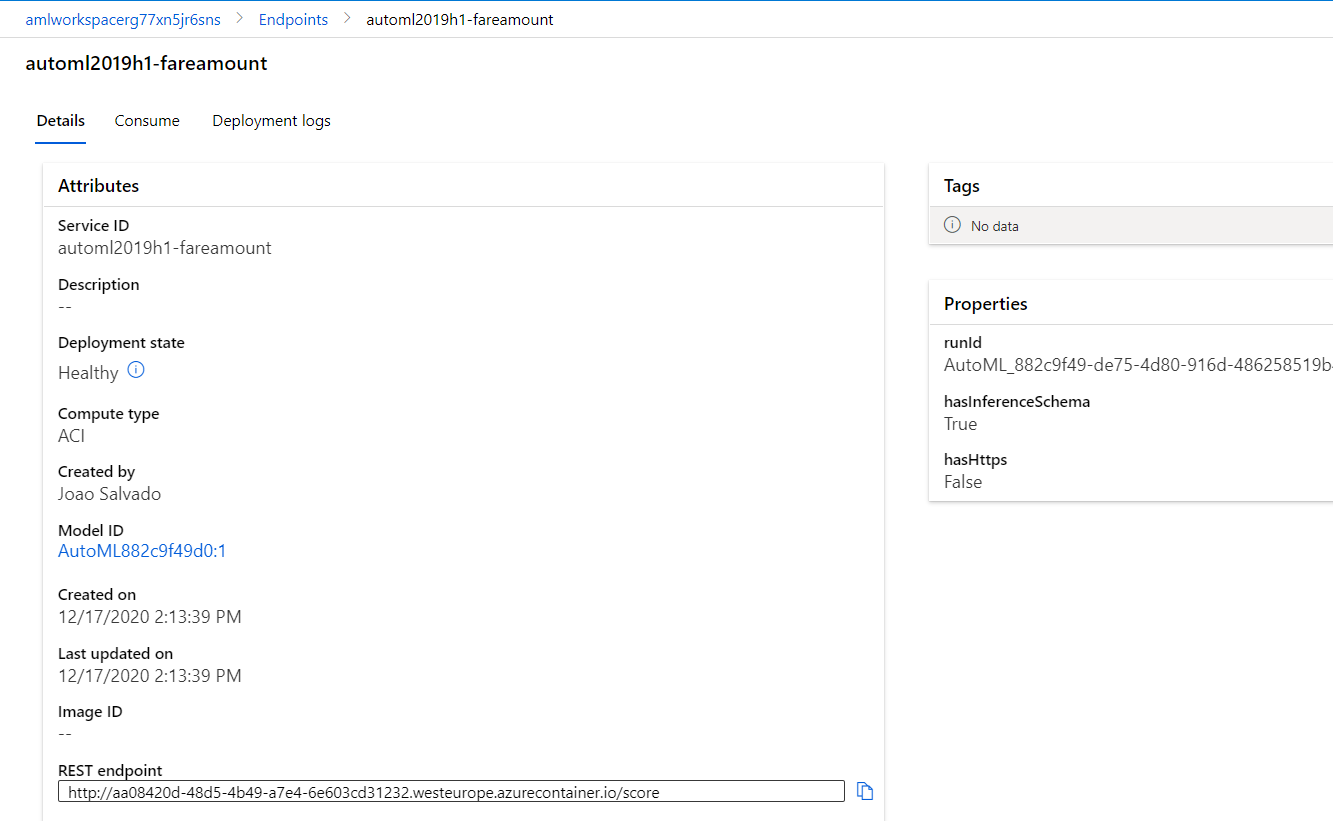 amlworkspacerg77xn5jr6sns > Endpoints > automl2019h1-fareamount
automl2019h1-fareamount
Details Consume Deployment logs
Attributes
Service ID
automl2019h1-fareamount
Description
--
Deployment state
Healthy
Compute type
ACI
Created by
Joao Salvado
Model ID
AutoML882c9f49d0:1
Created on
12/17/2020 2:13:39 PM
Last updated on
12/17/2020 2:13:39 PM
Image ID
--
REST endpoint
http://aa08420d-48d5-4b49-a7e4-6e603cd31232.westeurope.azurecontainer.io/score
Tags
No data
Properties
runId
AutoML_882c9f49-de75-4d80-916d-486258519b
hasInferenceSchema
True
hasHttps
False